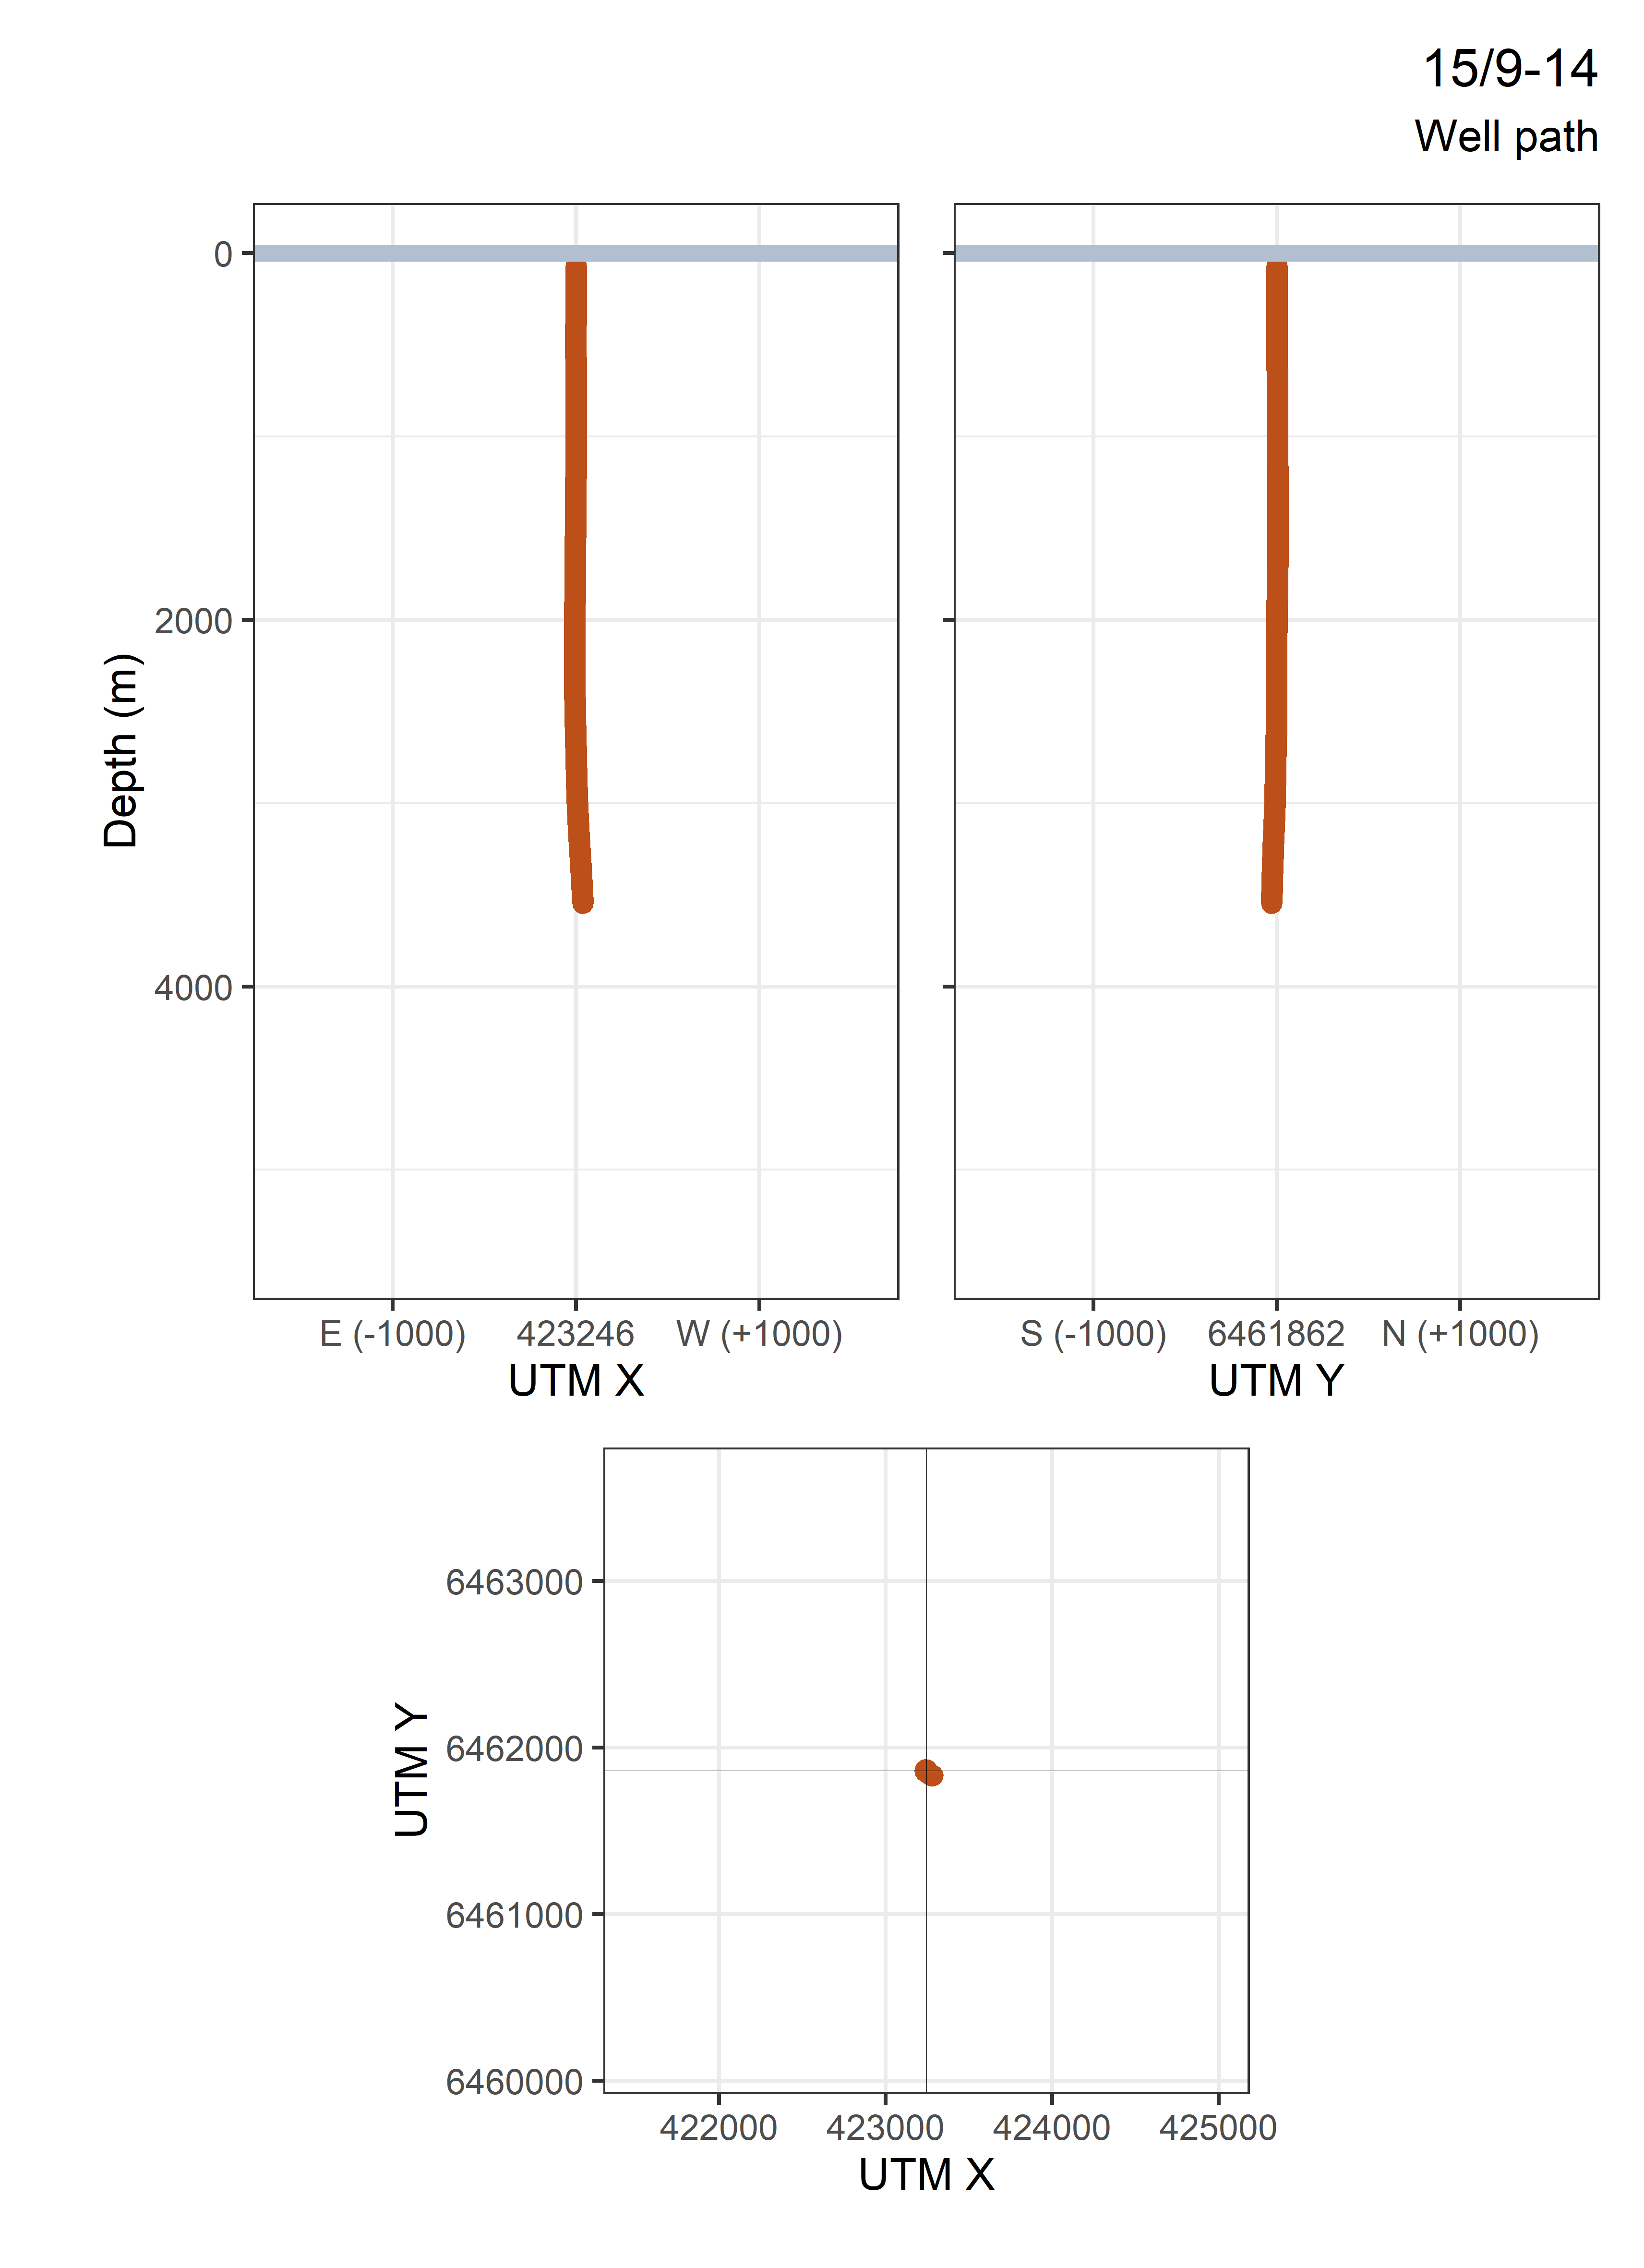 15/9-14
Well path
0
2000
4000
Depth (m)
E (-1000) 423246 W (+1000)
UTM X
S (-1000) 6461862 N (+1000)
UTM Y
6463000
6462000
6461000
6460000
UTM Y
422000 423000 424000 425000
UTM X